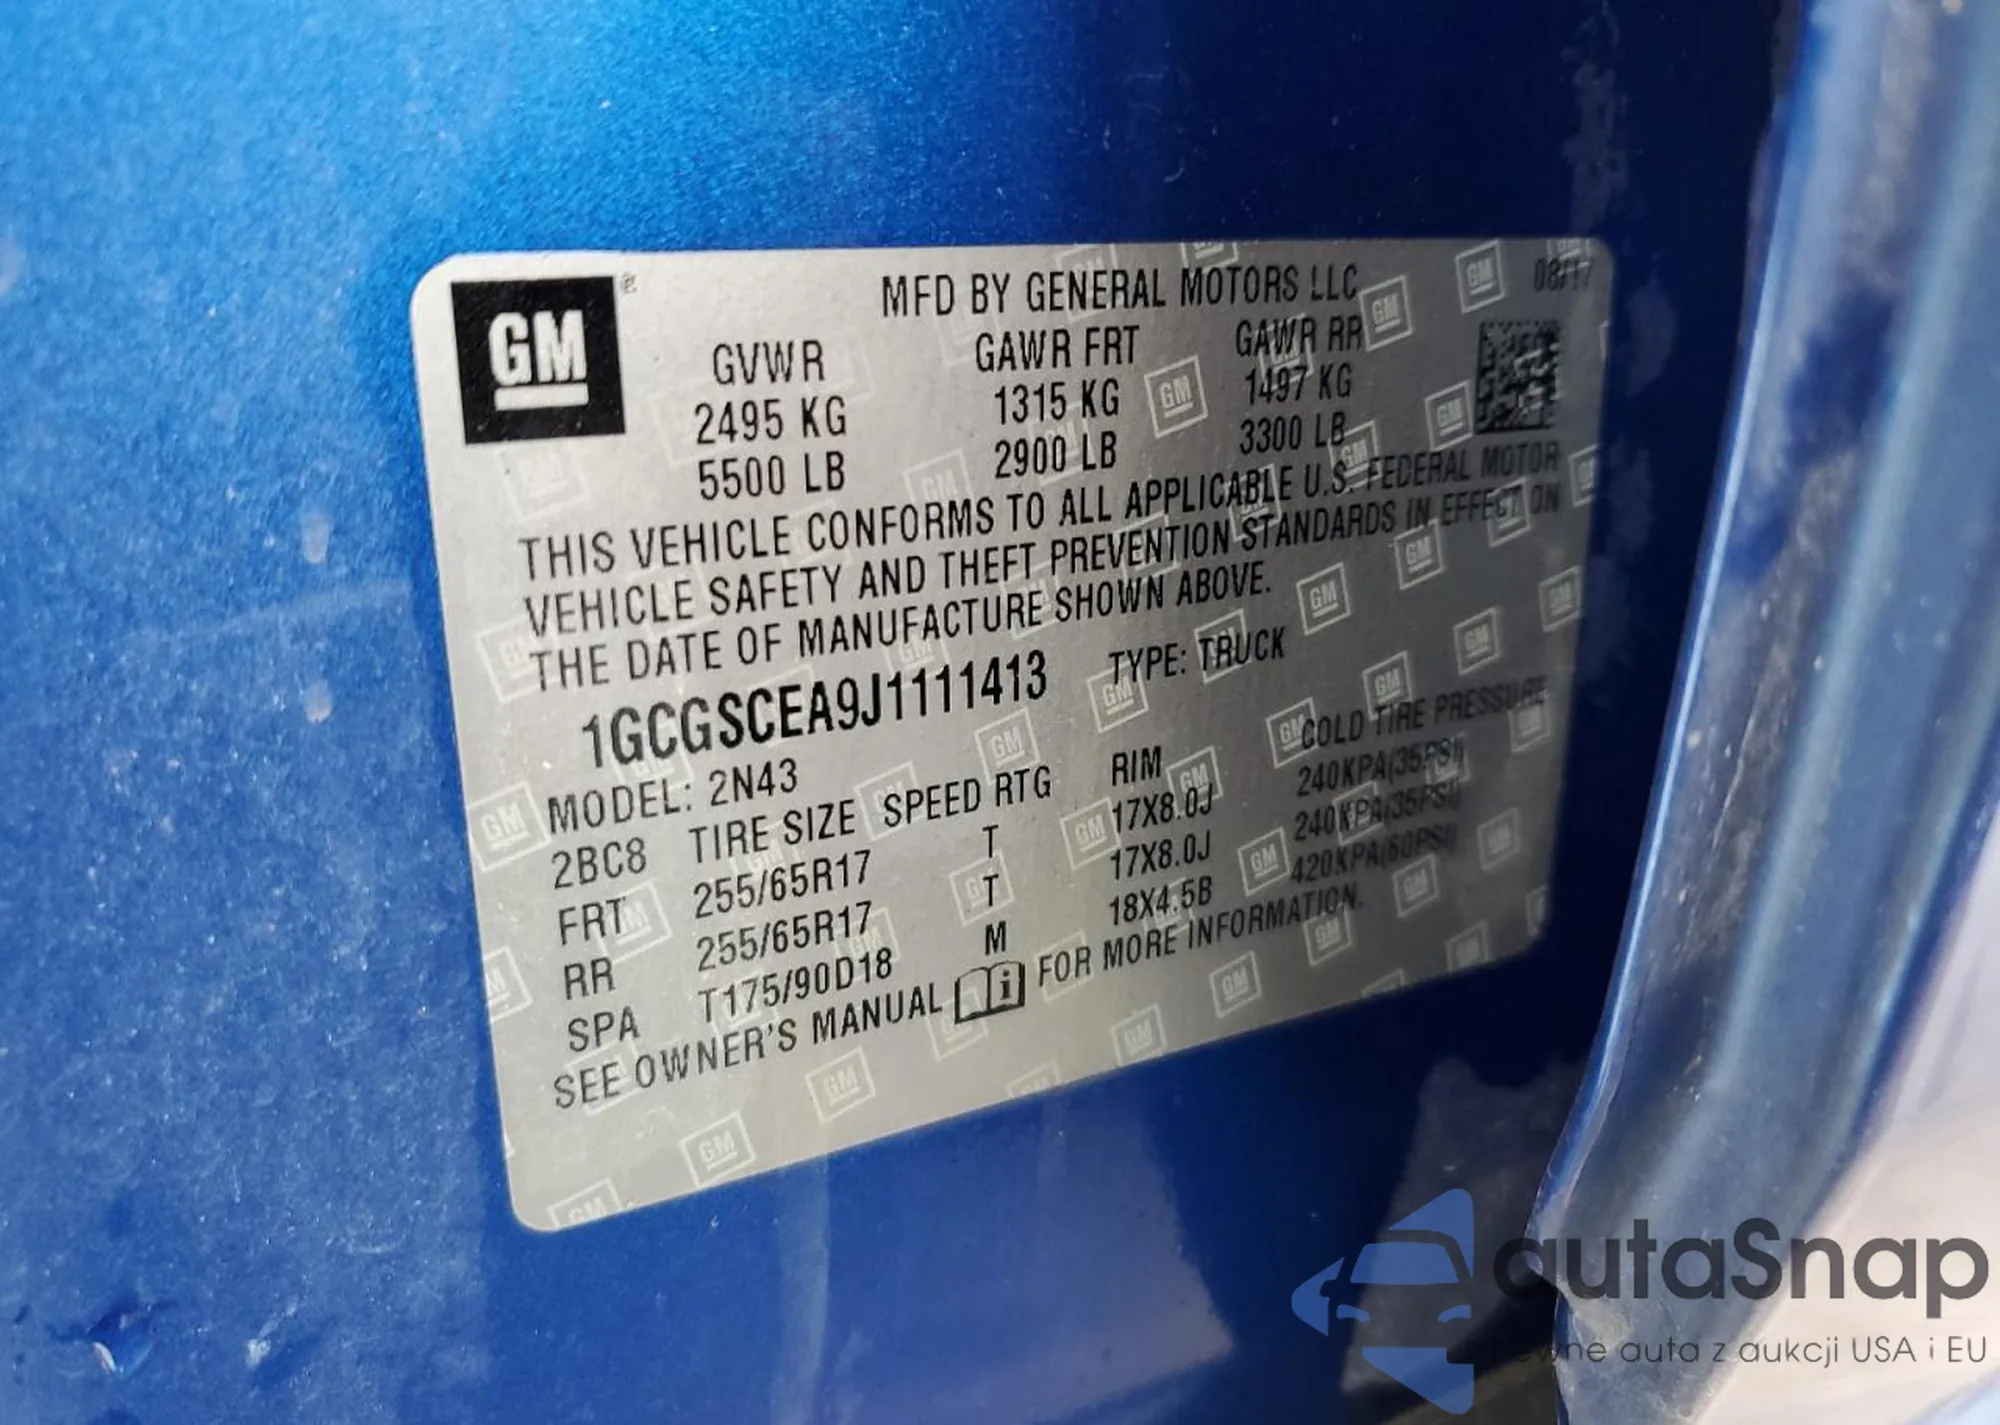 GM
MFD BY GENERAL MOTORS LLC 08/17
GVWR GAWR FRT GAWR RR
2495 KG 1315 KG 1497 KG
5500 LB 2900 LB 3300 LB
THIS VEHICLE CONFORMS TO ALL APPLICABLE U.S. FEDERAL MOTOR
VEHICLE SAFETY AND THEFT PREVENTION STANDARDS IN EFFECT ON
THE DATE OF MANUFACTURE SHOWN ABOVE.
1GCGSCEA9J1111413 TYPE: TRUCK
MODEL: 2N43
2BC8 TIRE SIZE SPEED RTG RIM COLD TIRE PRESSURE
FRT 255/65R17 T 17X8.0J 240KPA(35PSI)
RR 255/65R17 T 17X8.0J 240KPA(35PSI)
SPA T175/90D18 M 18X4.5B 420KPA(60PSI)
SEE OWNER'S MANUAL i FOR MORE INFORMATION.
autaSnap
Pewne auta z aukcji USA i EU